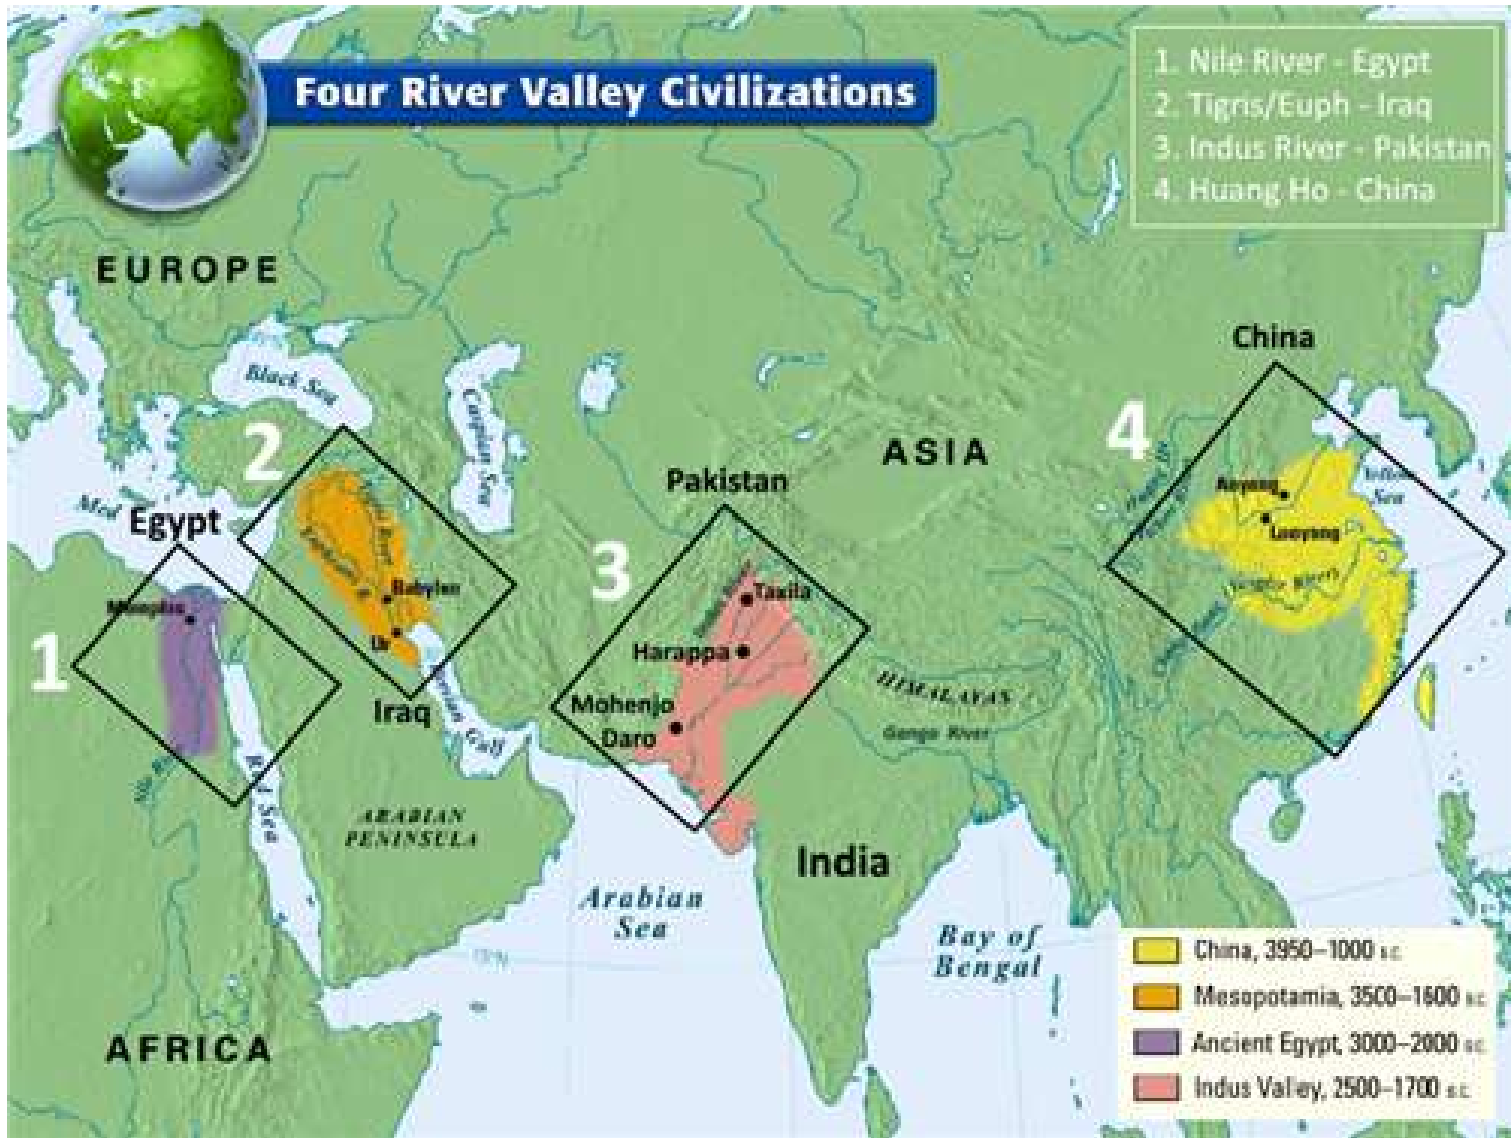 Four River Valley Civilizations
1. Nile River - Egypt
2. Tigris/Euph - Iraq
3. Indus River - Pakistan
4. Huang Ho - China
EUROPE
China
Black Sea
4
Caspian Sea
2
ASIA
Pakistan
Med
Egypt
Anyang
Sea
Luoyang
3
Babylon
Taxila
Memphis
Ur
1
Harappa
HIMALAYAS
Iraq
Mohenjo
Daro
Gulf
River
Red Sea
ARABIAN
PENINSULA
India
Arabian
Sea
Bay of
Bengal
China, 3950–1000 B.C.
15°N
Mesopotamia, 3500–1600 B.C.
AFRICA
Ancient Egypt, 3000–2000 B.C.
Indus Valley, 2500–1700 B.C.